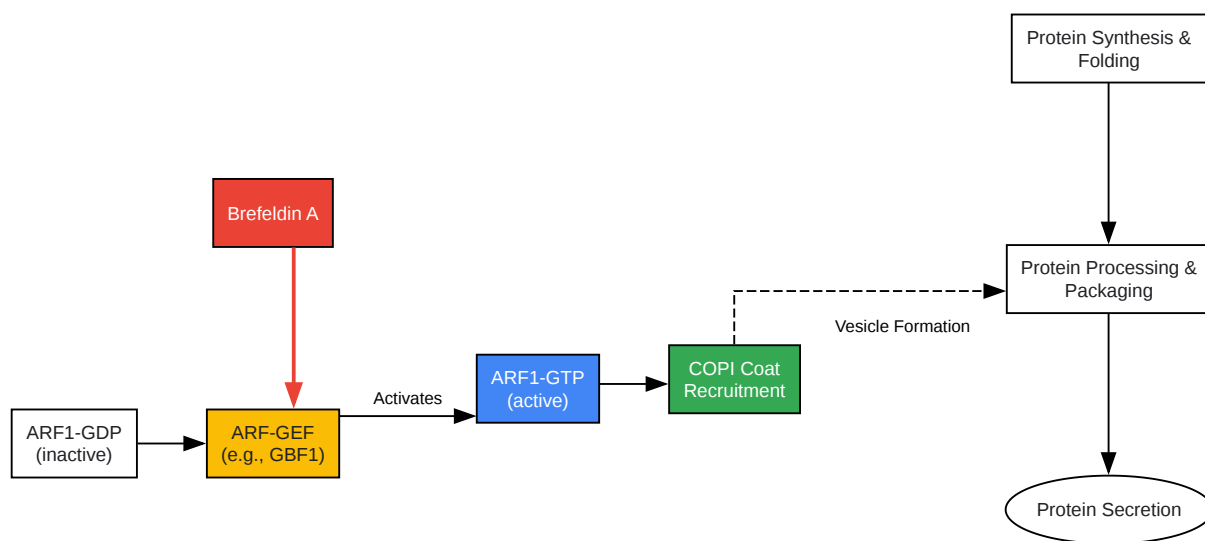 Protein Synthesis &
Folding
Brefeldin A
Protein Processing &
Packaging
Vesicle Formation
ARF1-GTP
(active)
COPI Coat
Recruitment
Activates
ARF1-GDP
(inactive)
ARF-GEF
(e.g., GBF1)
Protein Secretion